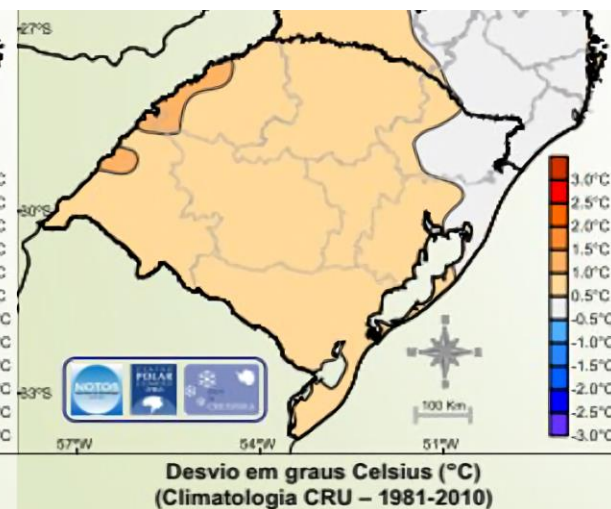 27°S
30°S
33°S
57°W
54°W
51°W
°C
°C
°C
°C
°C
°C
°C
°C
°C
°C
°C
°C
3.0°C
2.5°C
2.0°C
1.5°C
1.0°C
0.5°C
-0.5°C
-1.0°C
-1.5°C
-2.0°C
-2.5°C
-3.0°C
NOTOS
CENTRO
POLAR
E
100 Km
Desvio em graus Celsius (°C)
(Climatologia CRU – 1981-2010)